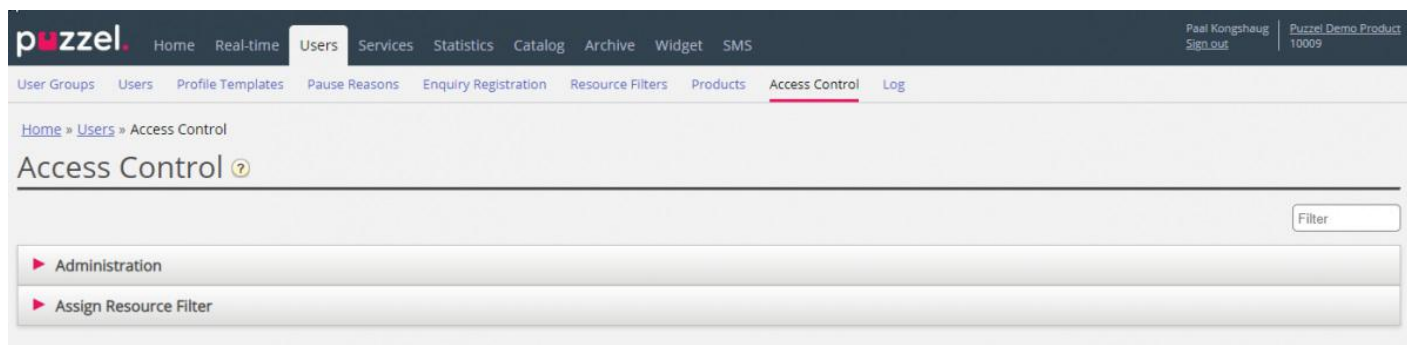 puzzel. Home Real-time Users Services Statistics Catalog Archive Widget SMS Paal Kongshaug Puzzel Demo Product
Sign out 10009
User Groups Users Profile Templates Pause Reasons Enquiry Registration Resource Filters Products Access Control Log
Home » Users » Access Control
Access Control ?
Filter
Administration
Assign Resource Filter